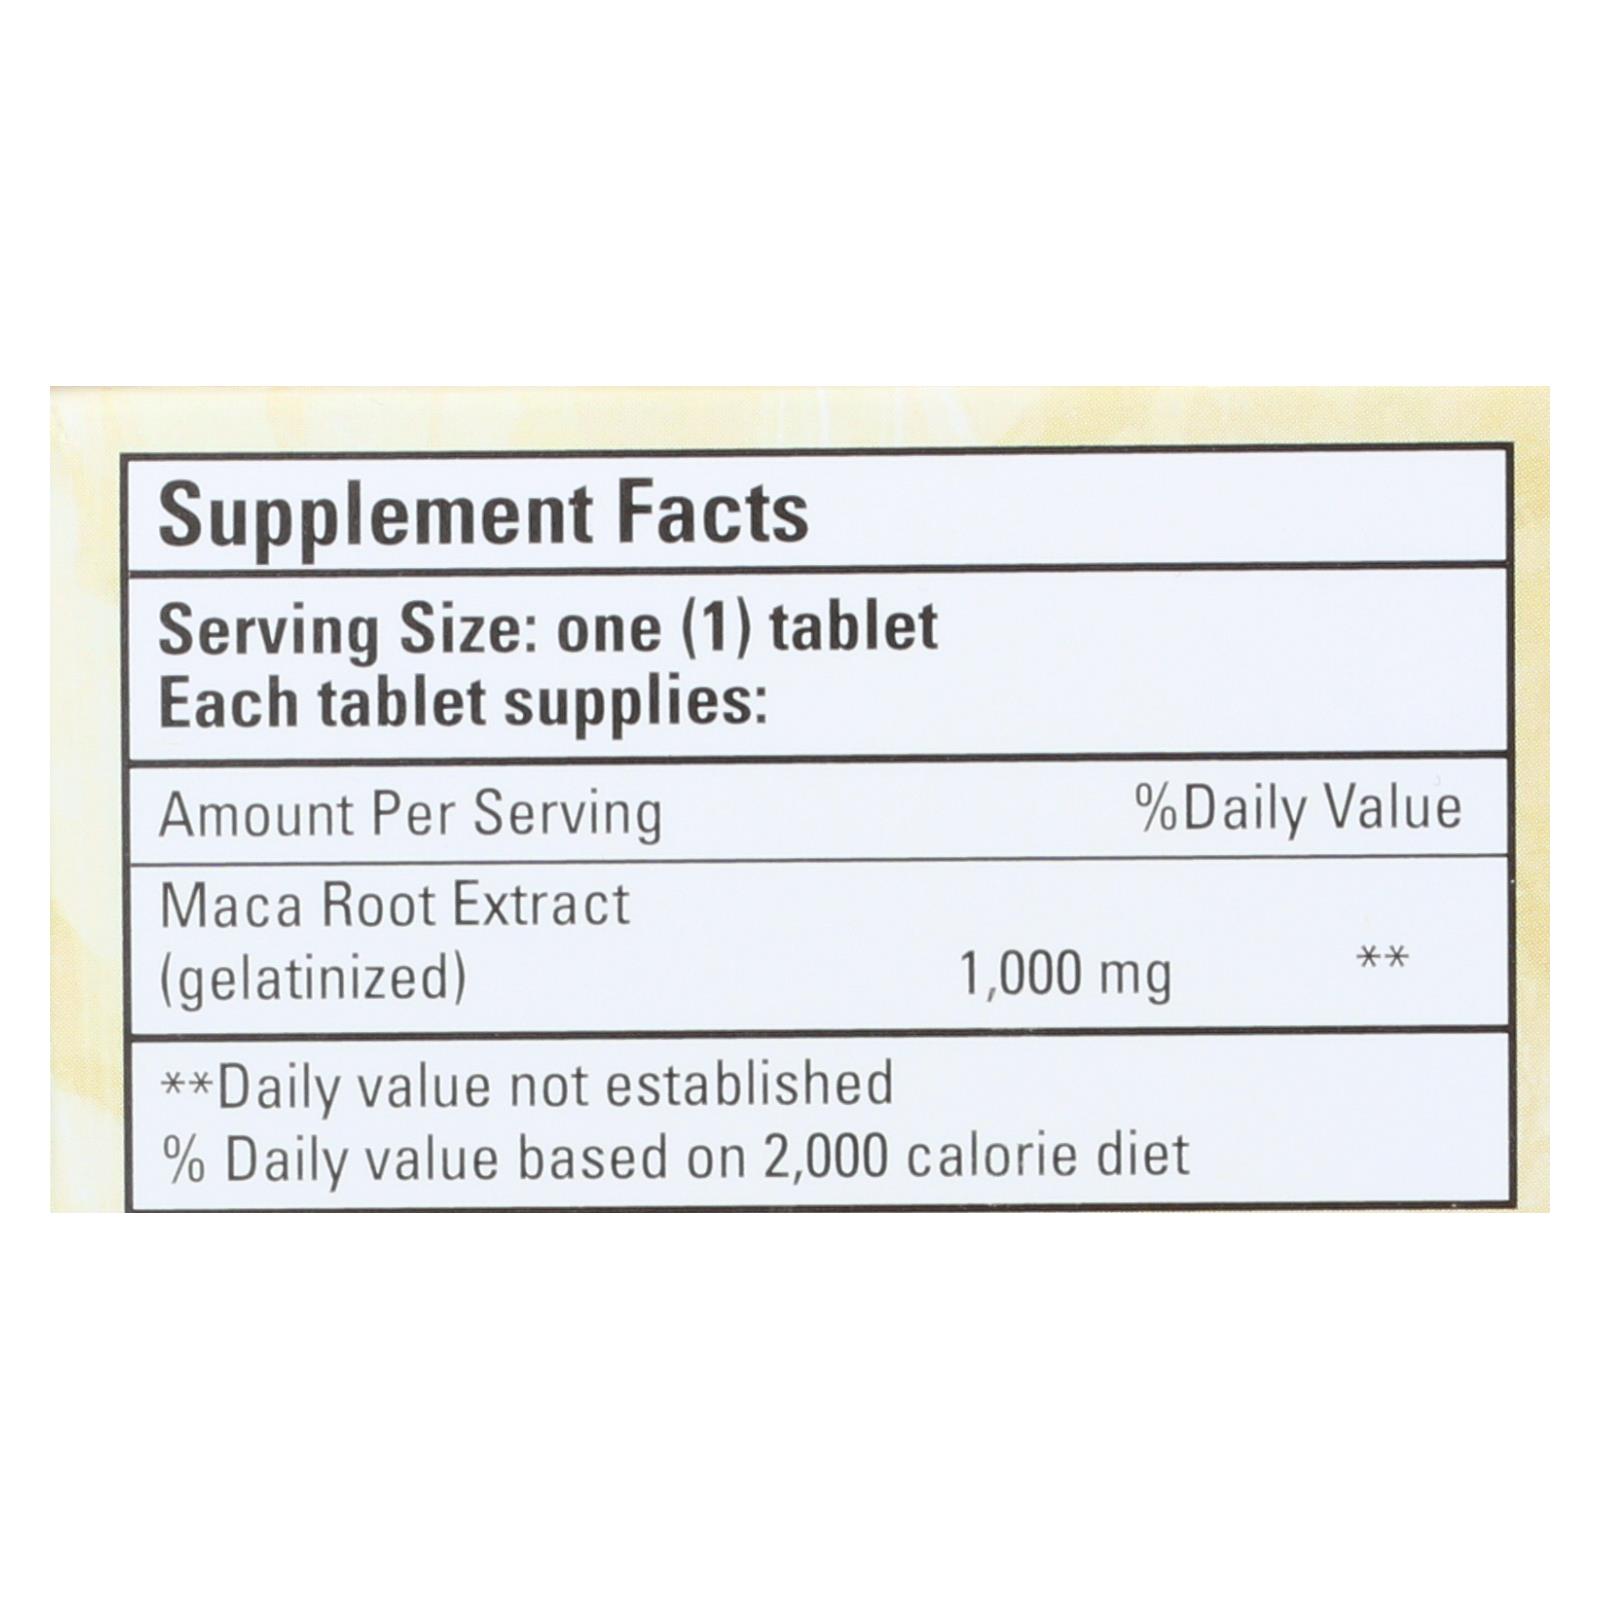 Supplement Facts
Serving Size: one (1) tablet
Each tablet supplies:
Amount Per Serving %Daily Value
Maca Root Extract
(gelatinized) 1,000 mg **
**Daily value not established
% Daily value based on 2,000 calorie diet